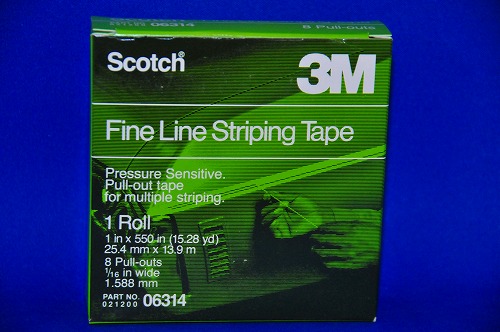 06314
8 Pull-outs
Scotch®
3M
Fine Line Striping Tape
Pressure Sensitive.
Pull-out tape
for multiple striping.
1 Roll
1 in x 550 in (15.28 yd)
25.4 mm x 13.9 m
8 Pull-outs
1/16 in wide
1.588 mm
PART NO. 06314
021200